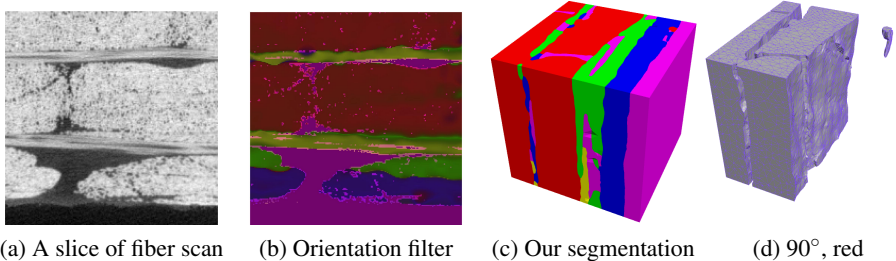 (a) A slice of fiber scan (b) Orientation filter (c) Our segmentation (d) 90°, red